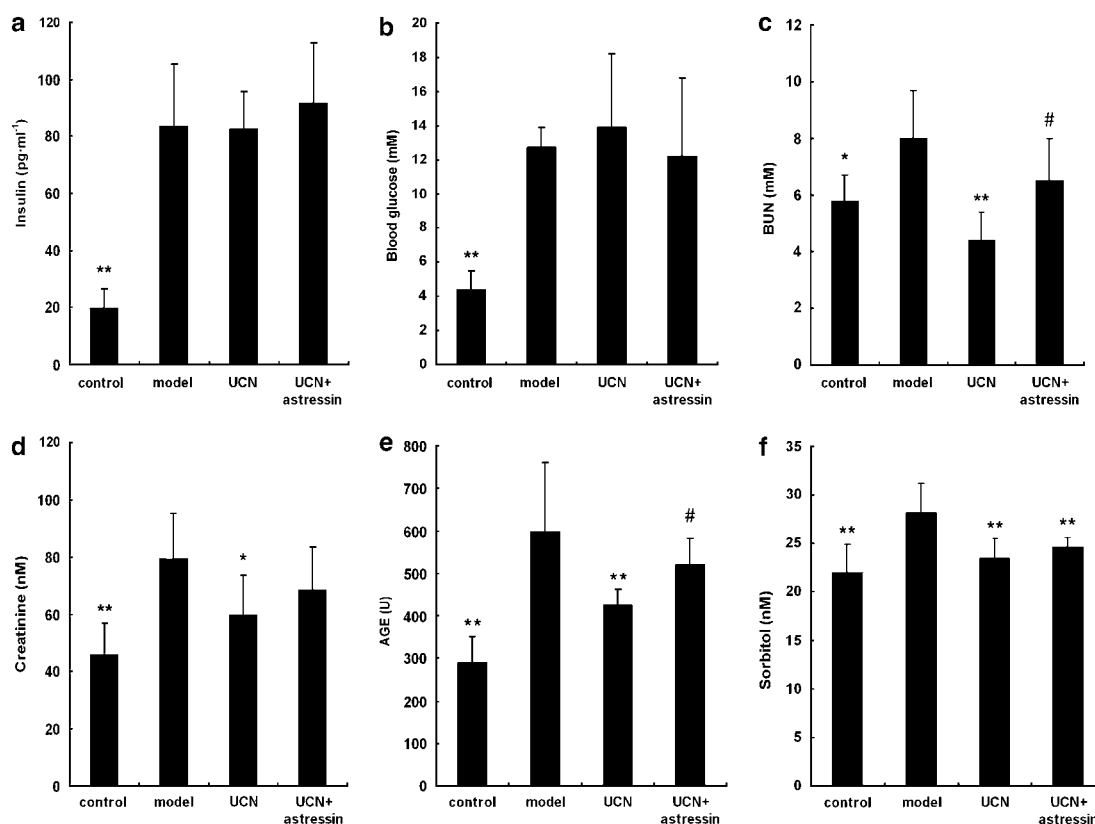 a
Insulin (pg·ml⁻¹)
120
100
80
60
40
20
0
**
control model UCN UCN+
astressin
b
Blood glucose (mM)
20
18
16
14
12
10
8
6
4
2
0
**
control model UCN UCN+
astressin
c
BUN (mM)
12
10
8
6
4
2
0
*
**
#
control model UCN UCN+
astressin
d
Creatinine (nM)
120
100
80
60
40
20
0
**
*
control model UCN UCN+
astressin
e
AGE (U)
800
700
600
500
400
300
200
100
0
**
**
#
control model UCN UCN+
astressin
f
Sorbitol (nM)
35
30
25
20
15
10
5
0
**
**
**
control model UCN UCN+
astressin